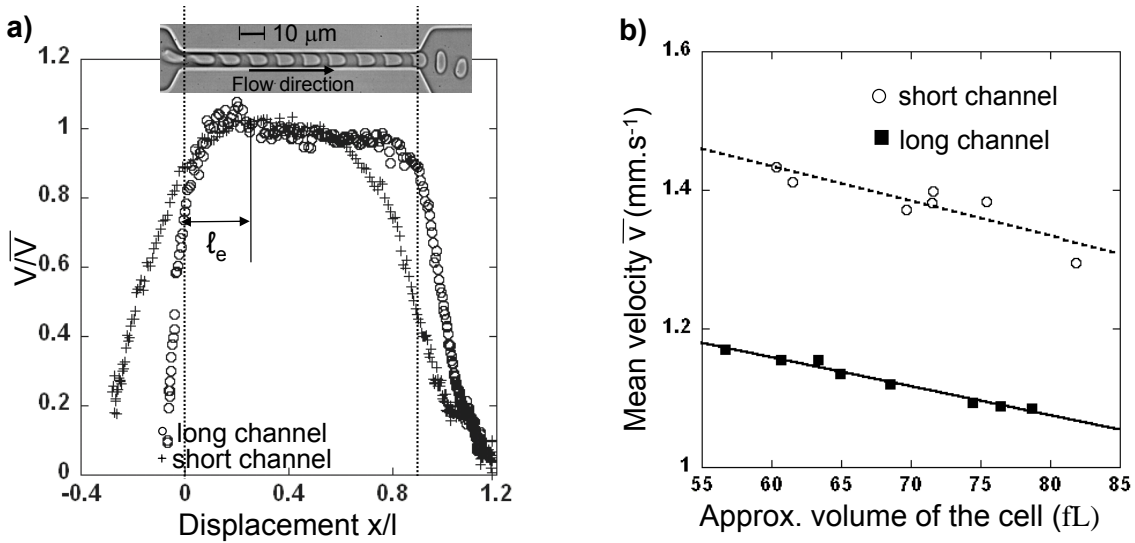 a)
10 μm
Flow direction
1.2
1
0.8
0.6
0.4
0.2
0
V/V̅
ℓe
○ long channel
+ short channel
-0.4
0
0.4
0.8
1.2
Displacement x/l
b)
1.6
1.4
1.2
1
Mean velocity v̅ (mm.s-1)
○ short channel
■ long channel
55
60
65
70
75
80
85
Approx. volume of the cell (fL)